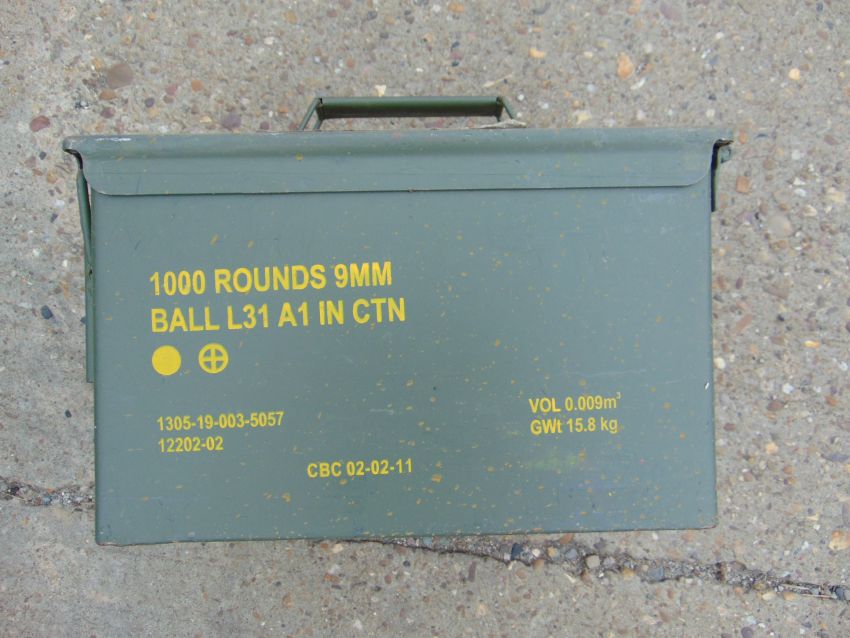 1000 ROUNDS 9MM
BALL L31 A1 IN CTN
1305-19-003-5057
12202-02
VOL 0.009m³
GWt 15.8 kg
CBC 02-02-11